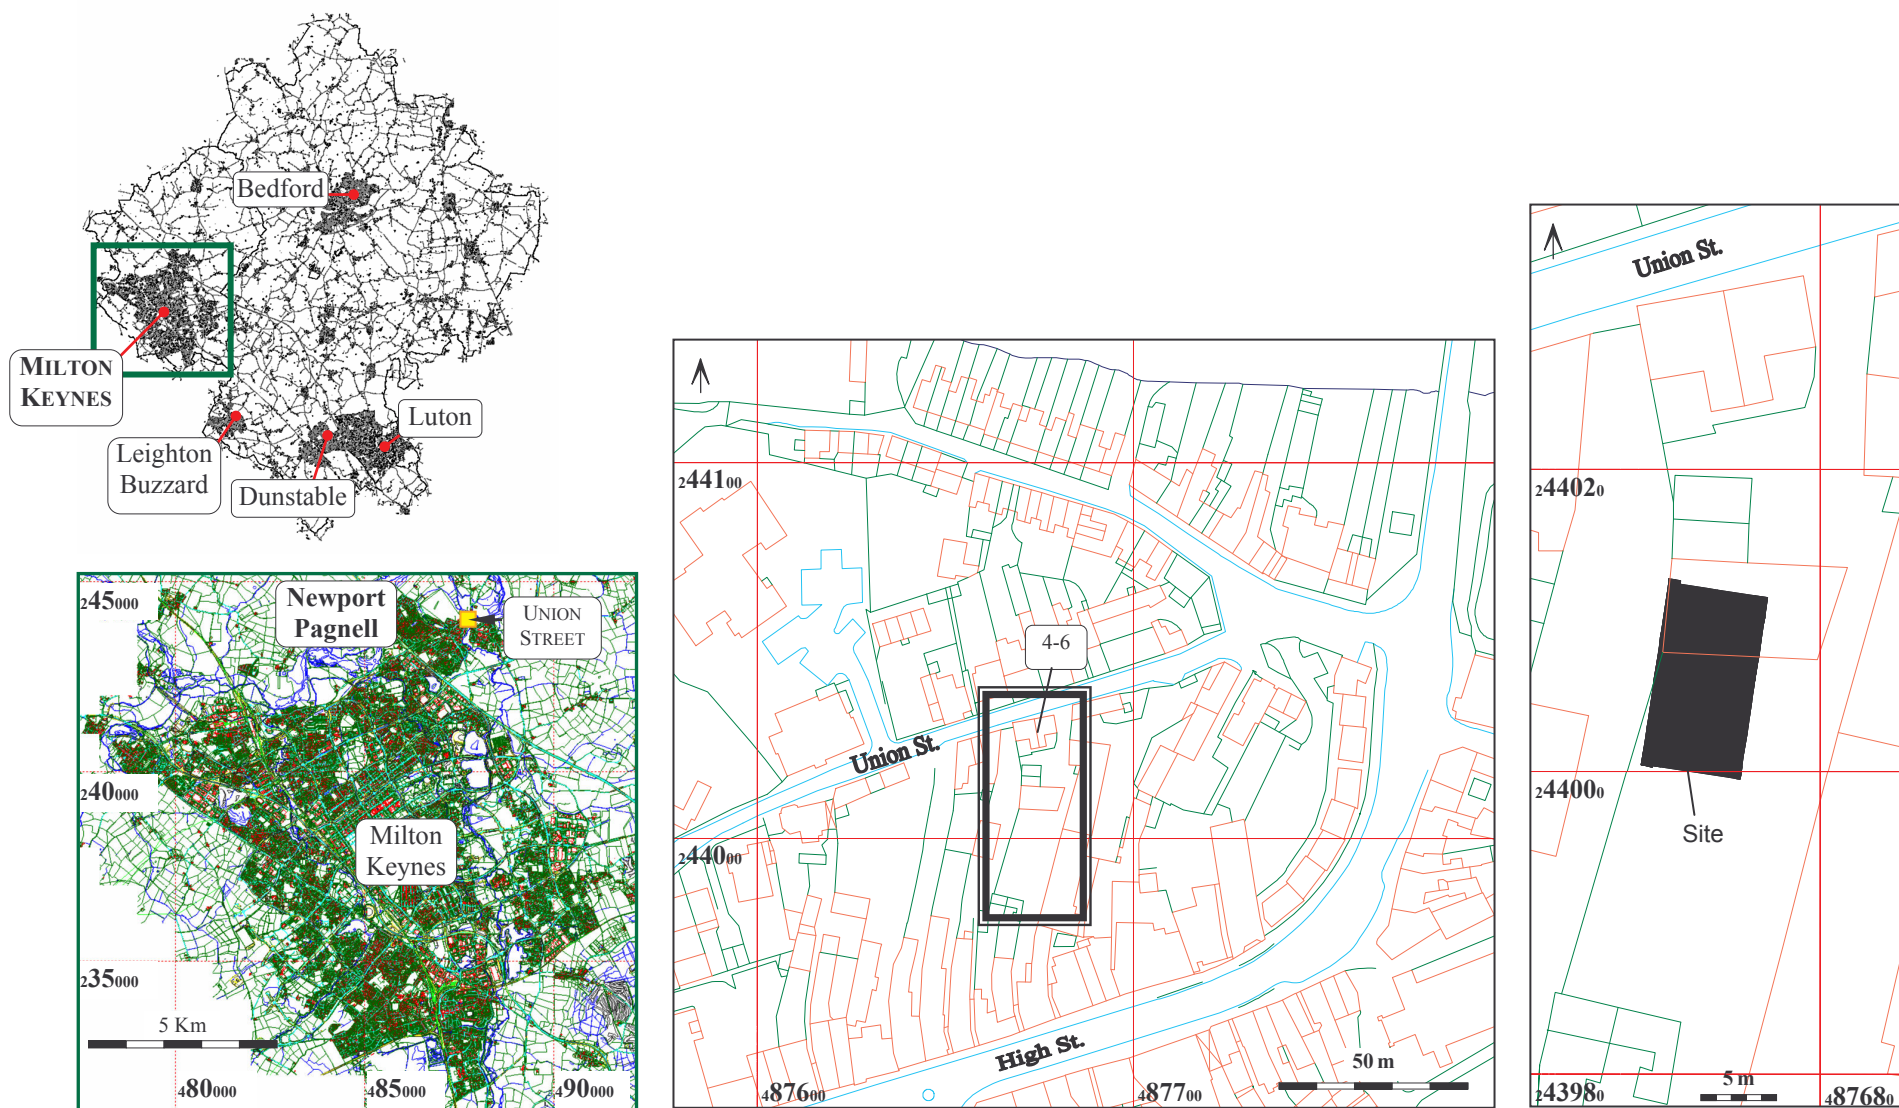 Bedford
MILTON
KEYNES
Leighton
Buzzard
Luton
Dunstable
245000
Newport
Pagnell
UNION
STREET
240000
Milton
Keynes
235000
5 Km
480000
485000
490000
244100
4-6
Union St.
244000
High St.
50 m
487600
487700
Union St.
244020
244000
Site
243980
5 m
4876800